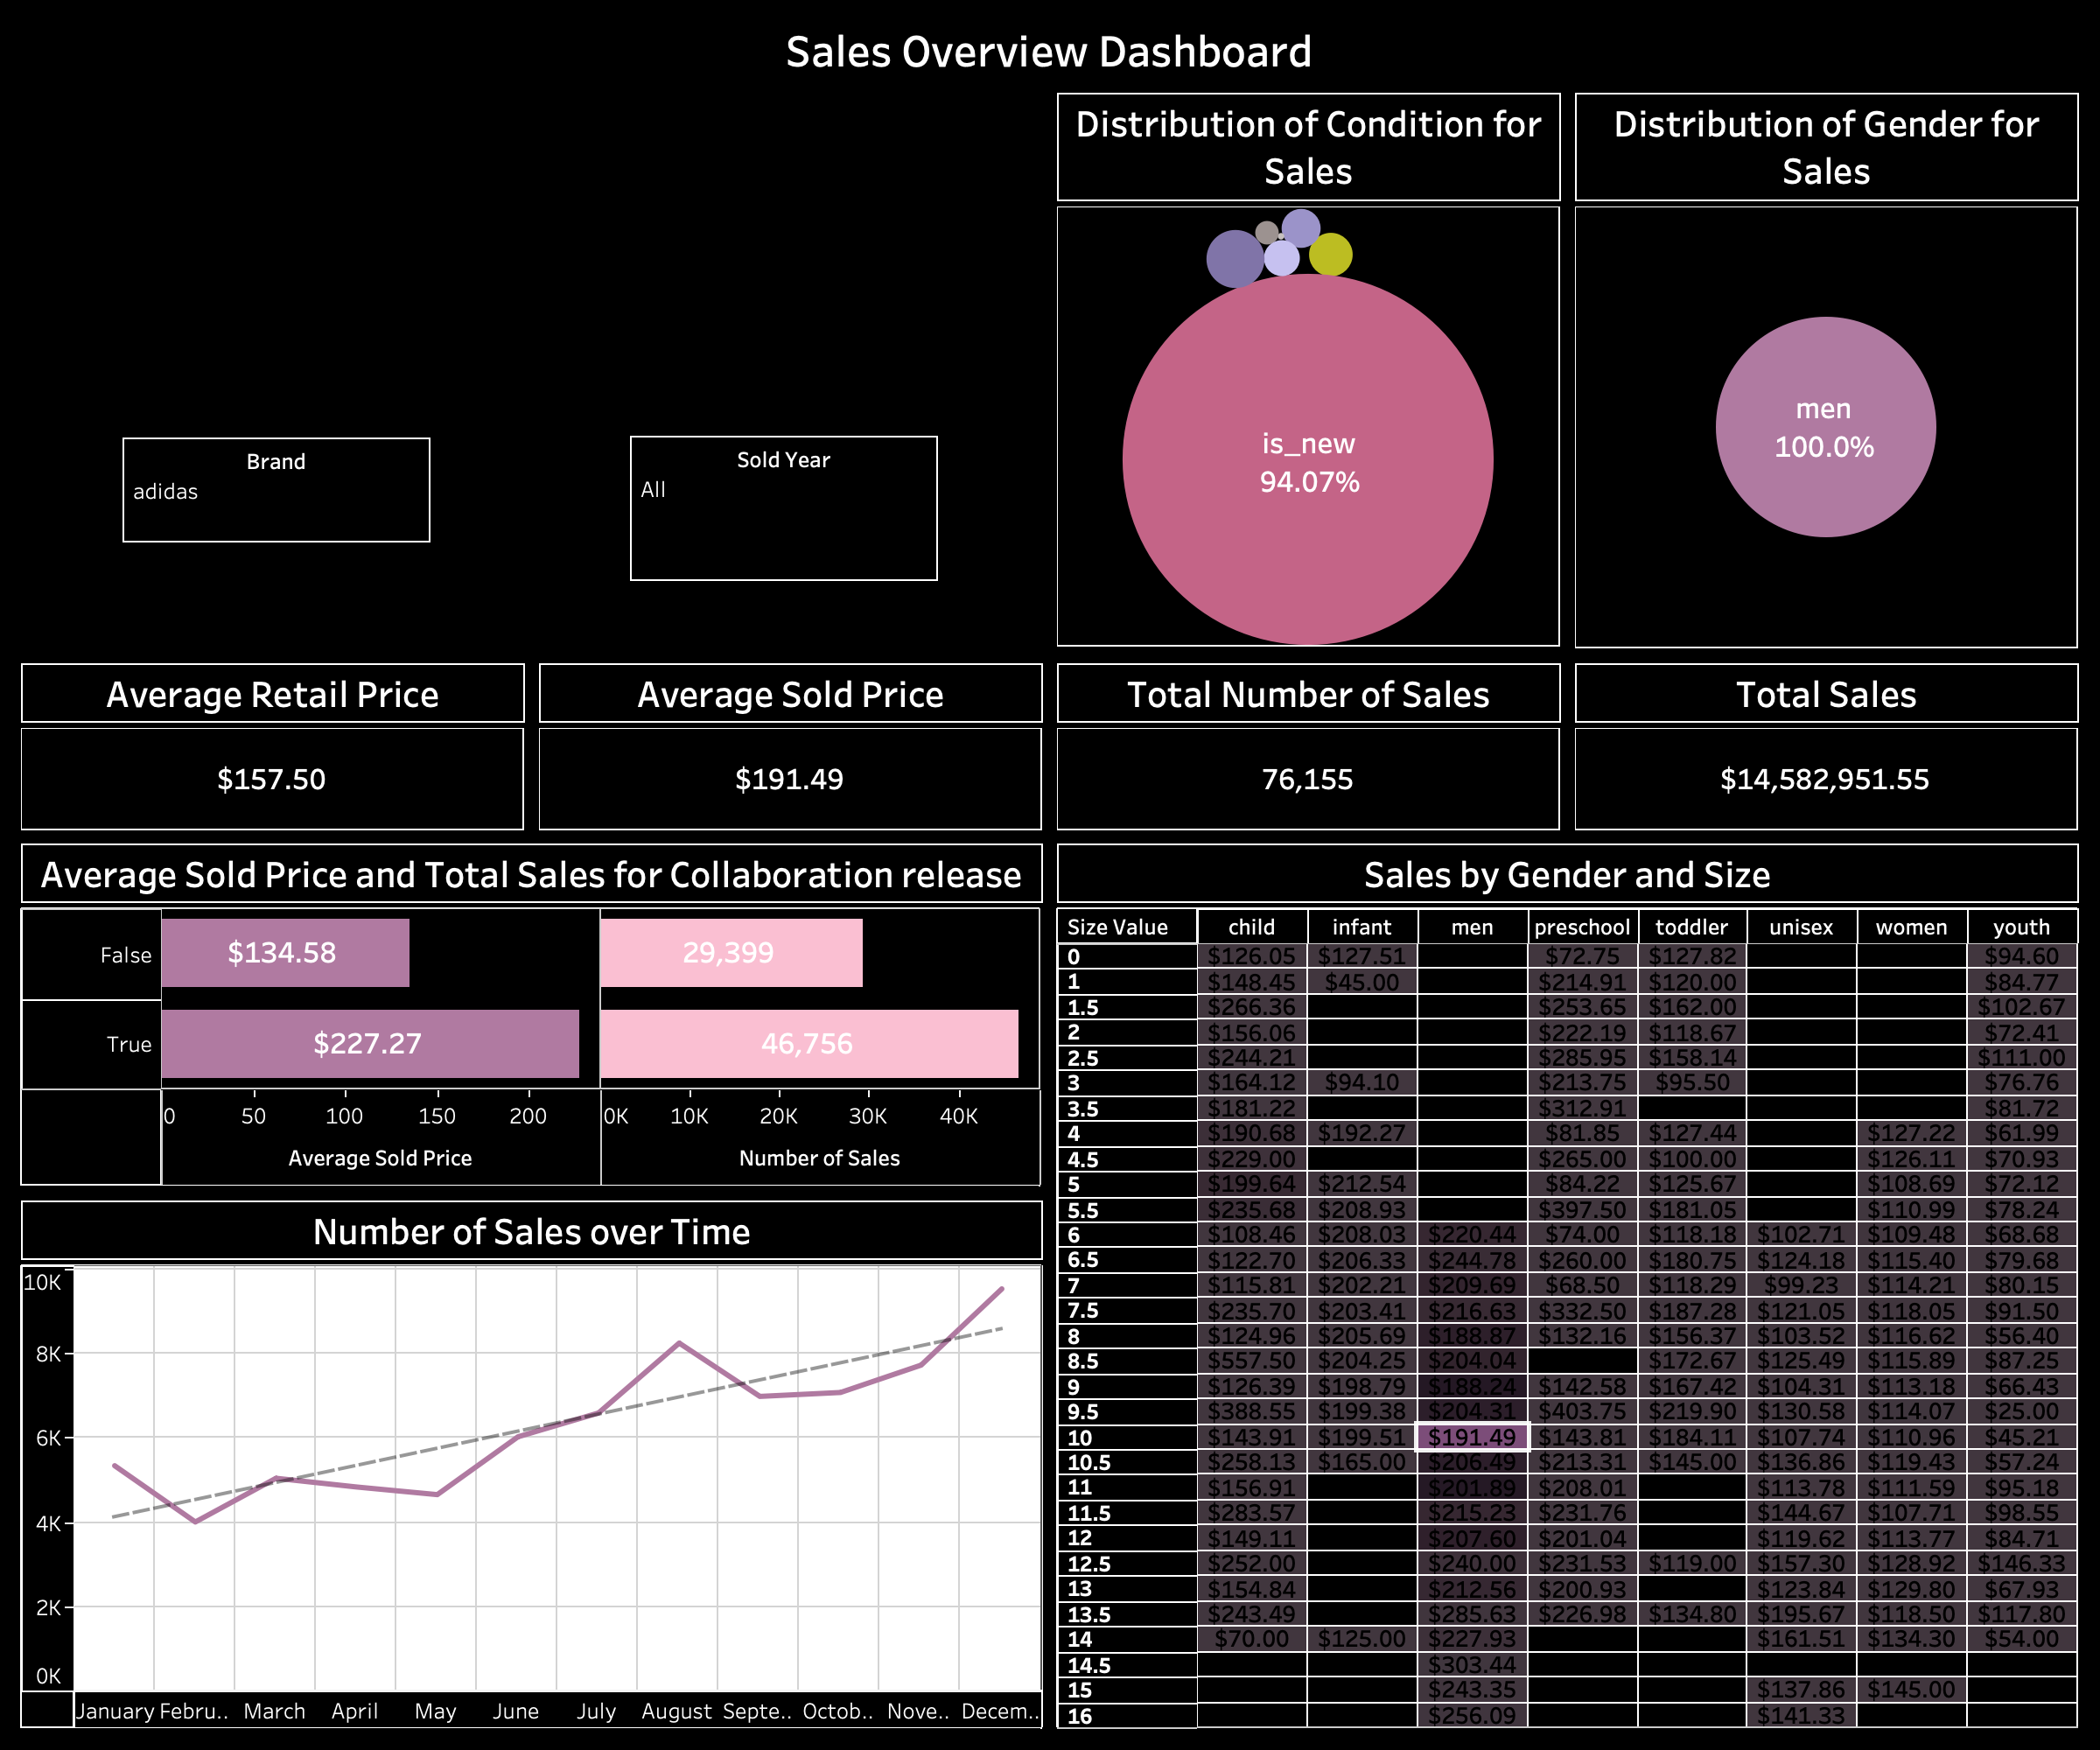 Sales Overview Dashboard
Distribution of Condition for
Sales
Distribution of Gender for
Sales
is_new
94.07%
men
100.0%
Brand
adidas
Sold Year
All
Average Retail Price
Average Sold Price
Total Number of Sales
Total Sales
$157.50
$191.49
76,155
$14,582,951.55
Average Sold Price and Total Sales for Collaboration release
False $134.58 29,399
True $227.27 46,756
0 50 100 150 200 0K 10K 20K 30K 40K
Average Sold Price Number of Sales
Number of Sales over Time
10K
8K
6K
4K
2K
0K
January Febru.. March April May June July August Septe.. Octob.. Nove.. Decem..
Sales by Gender and Size
Size Value child infant men preschool toddler unisex women youth
0 $126.05 $127.51 $72.75 $127.82 $94.60
1 $148.45 $45.00 $214.91 $120.00 $84.77
1.5 $266.36 $253.65 $162.00 $102.67
2 $156.06 $222.19 $118.67 $72.41
2.5 $244.21 $285.95 $158.14 $111.00
3 $164.12 $94.10 $213.75 $95.50 $76.76
3.5 $181.22 $312.91 $81.72
4 $190.68 $192.27 $81.85 $127.44 $127.22 $61.99
4.5 $229.00 $265.00 $100.00 $126.11 $70.93
5 $199.64 $212.54 $84.22 $125.67 $108.69 $72.12
5.5 $235.68 $208.93 $397.50 $181.05 $110.99 $78.24
6 $108.46 $208.03 $220.44 $74.00 $118.18 $102.71 $109.48 $68.68
6.5 $122.70 $206.33 $244.78 $260.00 $180.75 $124.18 $115.40 $79.68
7 $115.81 $202.21 $209.69 $68.50 $118.29 $99.23 $114.21 $80.15
7.5 $235.70 $203.41 $216.63 $332.50 $187.28 $121.05 $118.05 $91.50
8 $124.96 $205.69 $188.87 $132.16 $156.37 $103.52 $116.62 $56.40
8.5 $557.50 $204.25 $204.04 $172.67 $125.49 $115.89 $87.25
9 $126.39 $198.79 $188.24 $142.58 $167.42 $104.31 $113.18 $66.43
9.5 $388.55 $199.38 $204.31 $403.75 $219.90 $130.58 $114.07 $25.00
10 $143.91 $199.51 $191.49 $143.81 $184.11 $107.74 $110.96 $45.21
10.5 $258.13 $165.00 $206.49 $213.31 $145.00 $136.86 $119.43 $57.24
11 $156.91 $201.89 $208.01 $113.78 $111.59 $95.18
11.5 $283.57 $215.23 $231.76 $144.67 $107.71 $98.55
12 $149.11 $207.60 $201.04 $119.62 $113.77 $84.71
12.5 $252.00 $240.00 $231.53 $119.00 $157.30 $128.92 $146.33
13 $154.84 $212.56 $200.93 $123.84 $129.80 $67.93
13.5 $243.49 $285.63 $226.98 $134.80 $195.67 $118.50 $117.80
14 $70.00 $125.00 $227.93 $161.51 $134.30 $54.00
14.5 $303.44
15 $243.35 $137.86 $145.00
16 $256.09 $141.33